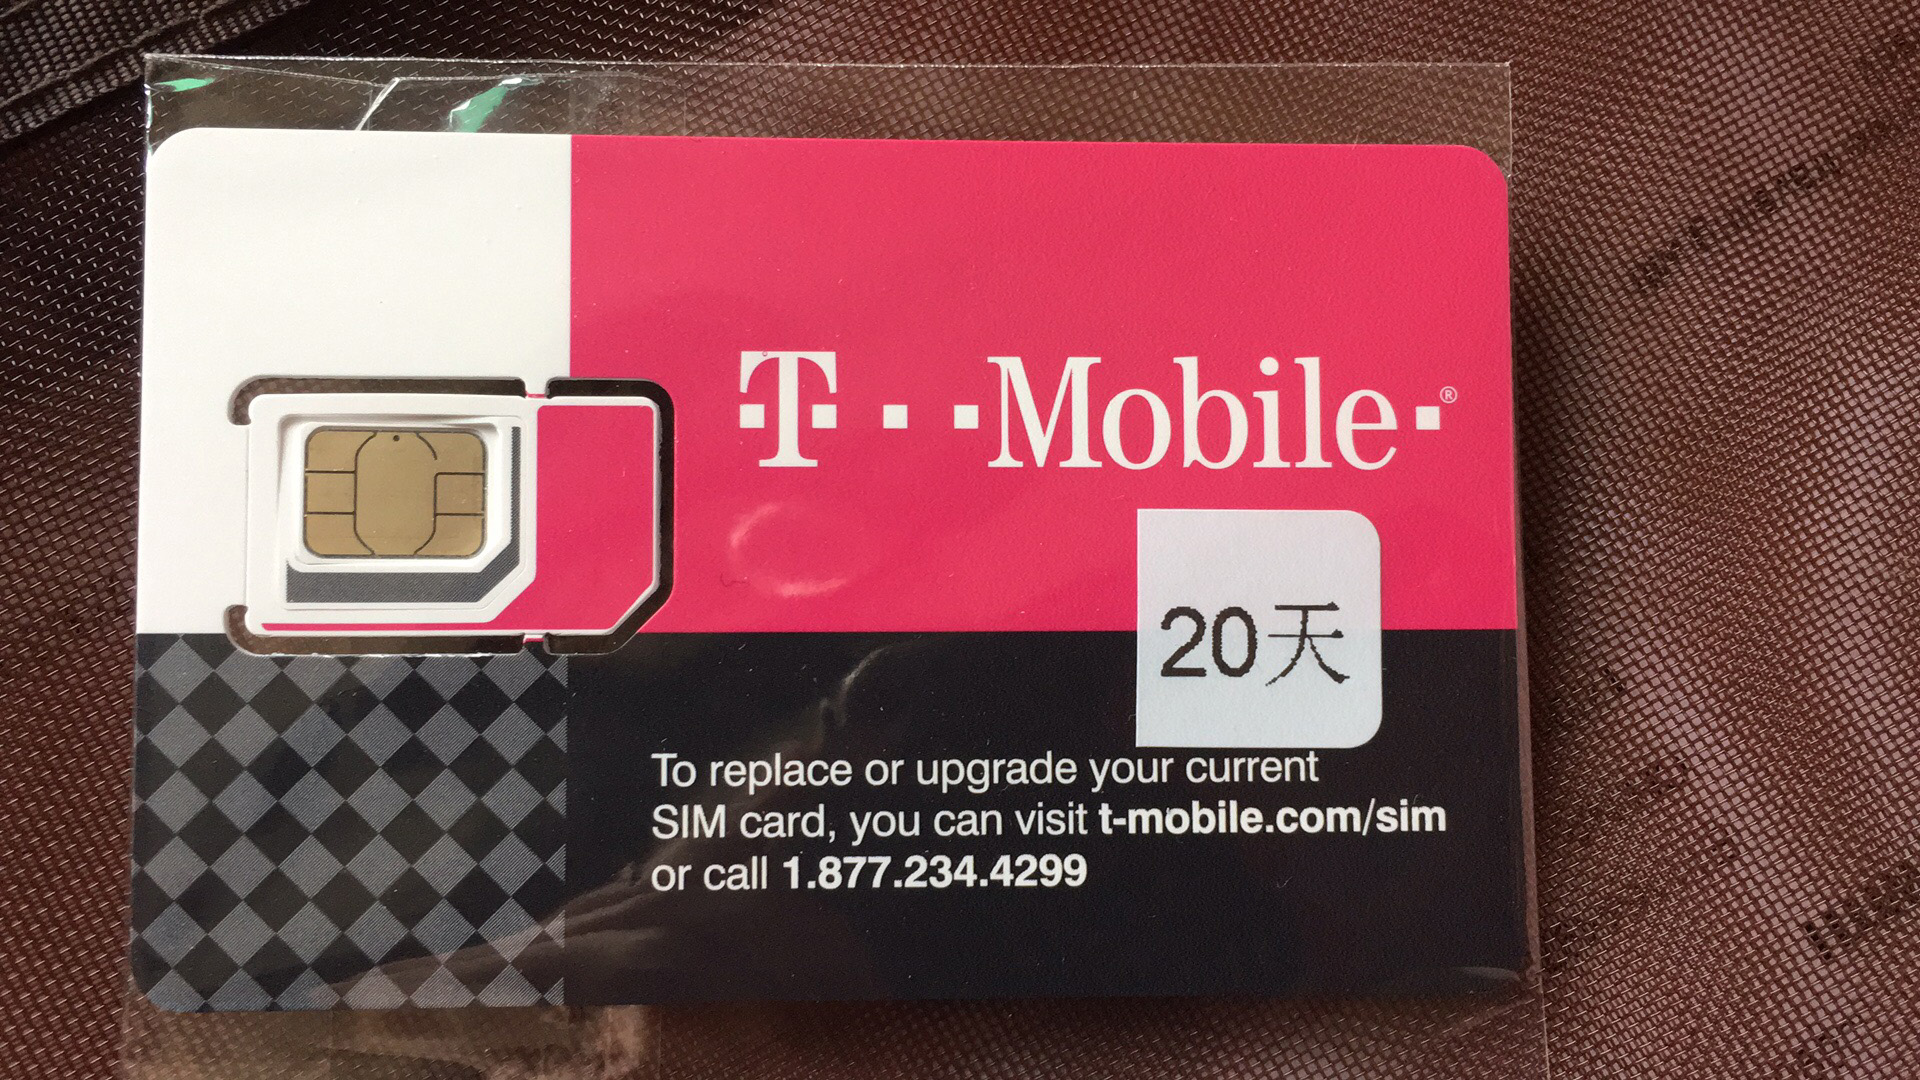 T · · Mobile·®
20天
To replace or upgrade your current
SIM card, you can visit t-mobile.com/sim
or call 1.877.234.4299